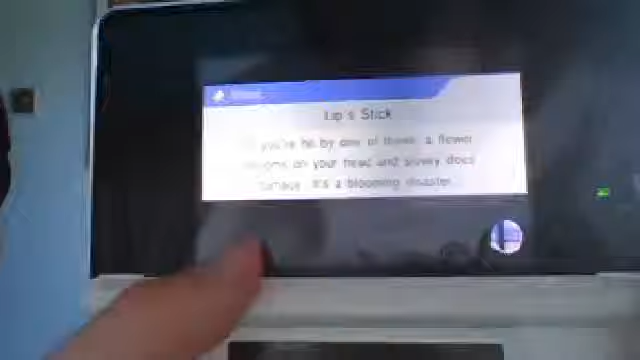 Lip's Stick
you're hit by one of these, a flower
blooms on your head and slowly does
damage. It's a blooming disaster.